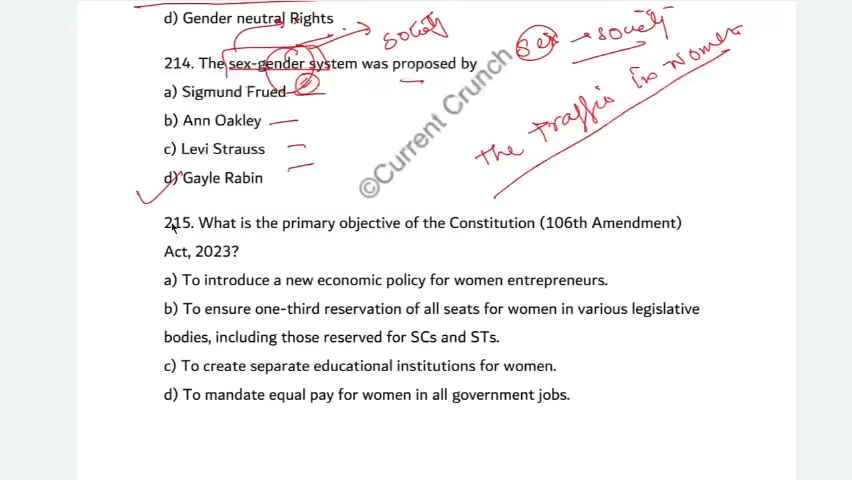 d) Gender neutral Rights
society
sex → society
214. The sex-gender system was proposed by
a) Sigmund Frued
b) Ann Oakley
c) Levi Strauss
d) Gayle Rabin
The Traffic in Women
©Current Crunch
215. What is the primary objective of the Constitution (106th Amendment)
Act, 2023?
a) To introduce a new economic policy for women entrepreneurs.
b) To ensure one-third reservation of all seats for women in various legislative
bodies, including those reserved for SCs and STs.
c) To create separate educational institutions for women.
d) To mandate equal pay for women in all government jobs.